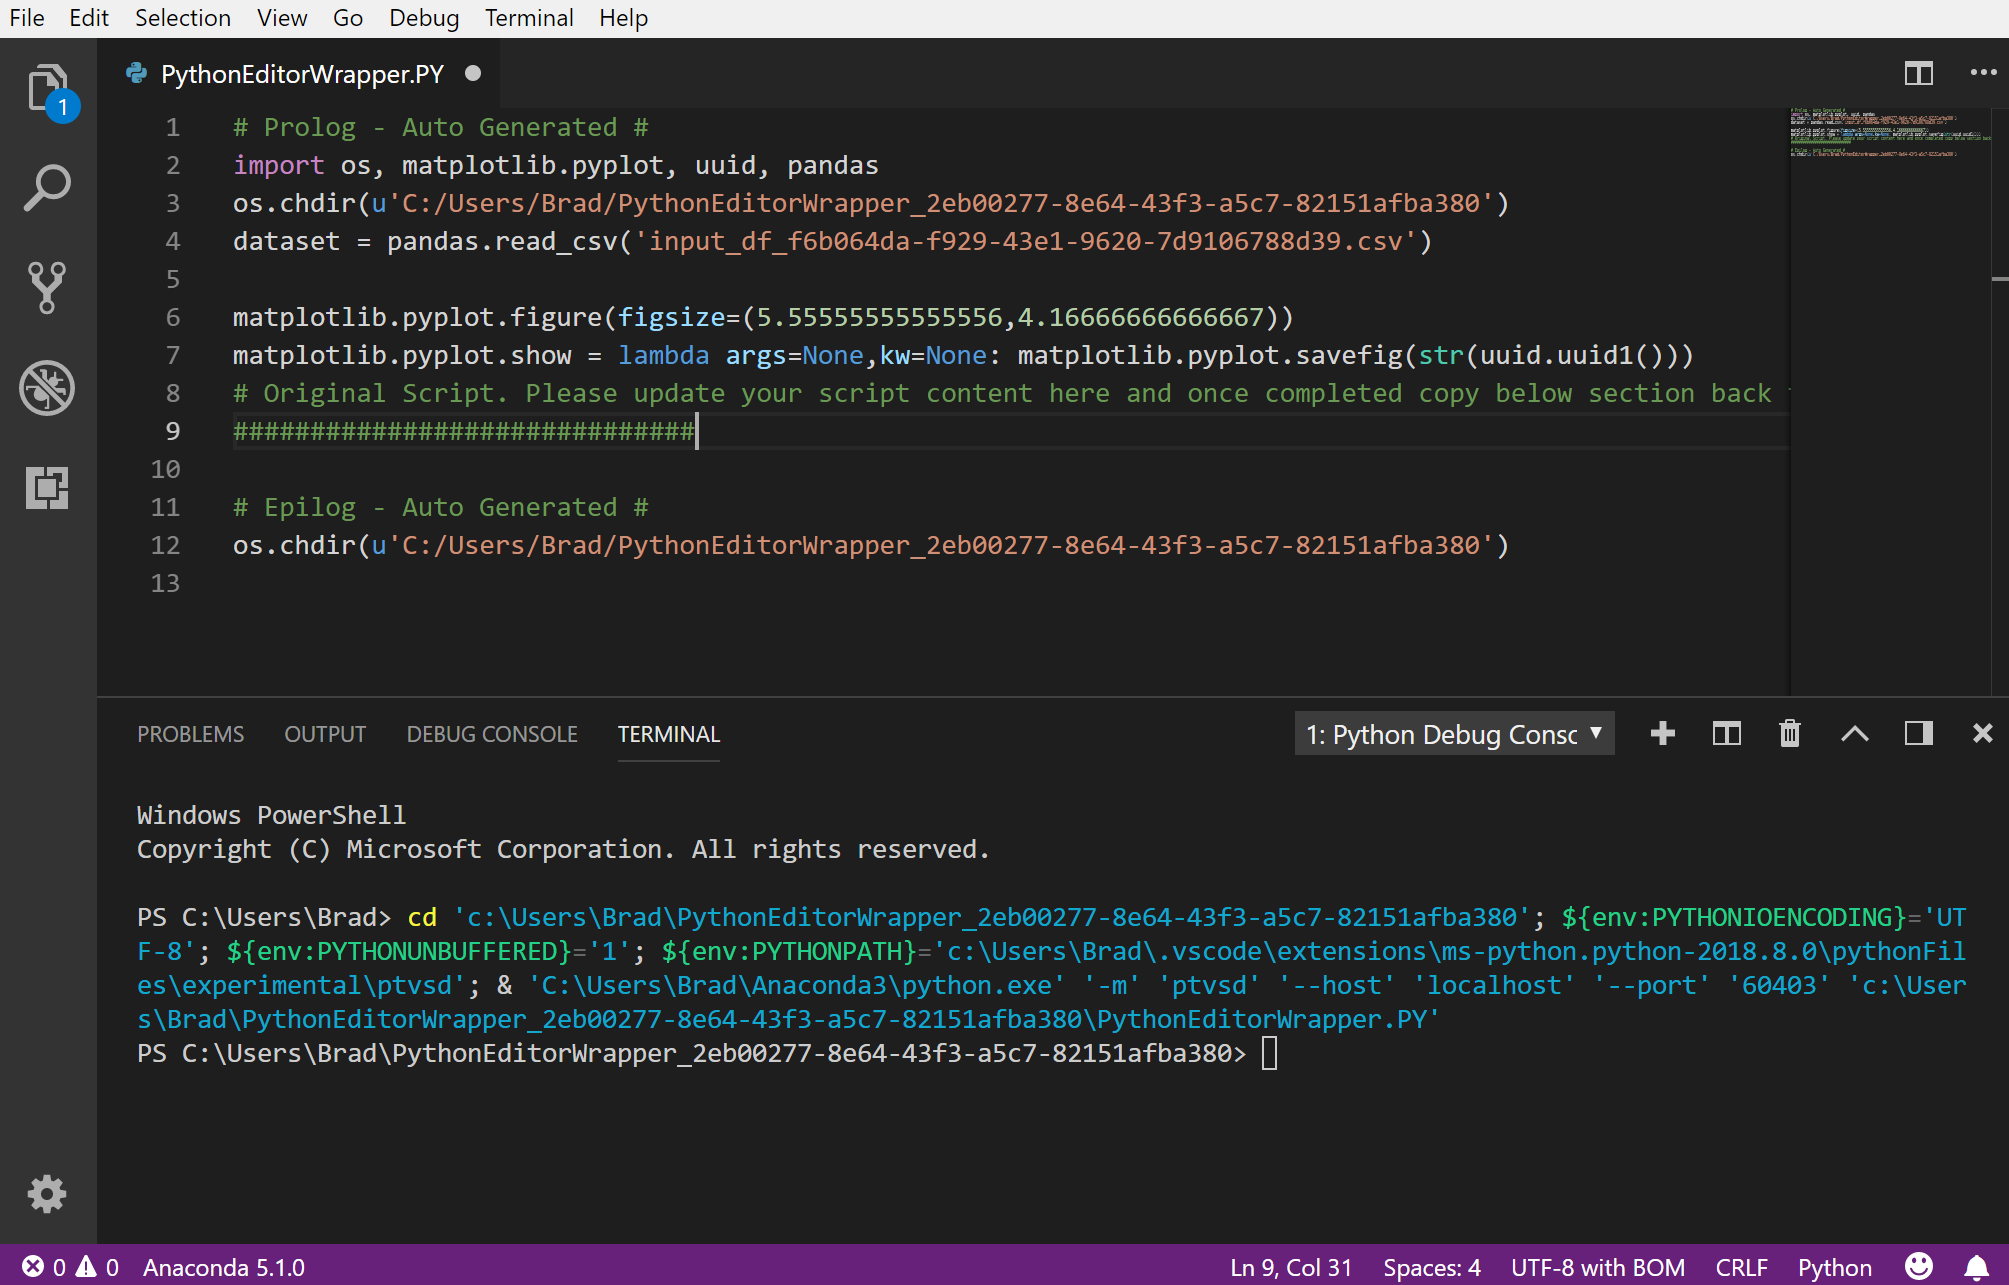 File Edit Selection View Go Debug Terminal Help
PythonEditorWrapper.PY
1
1 # Prolog - Auto Generated #
2 import os, matplotlib.pyplot, uuid, pandas
3 os.chdir(u'C:/Users/Brad/PythonEditorWrapper_2eb00277-8e64-43f3-a5c7-82151afba380')
4 dataset = pandas.read_csv('input_df_f6b064da-f929-43e1-9620-7d9106788d39.csv')
5
6 matplotlib.pyplot.figure(figsize=(5.55555555555556,4.16666666666667))
7 matplotlib.pyplot.show = lambda args=None,kw=None: matplotlib.pyplot.savefig(str(uuid.uuid1()))
8 # Original Script. Please update your script content here and once completed copy below section back
9 ##############################
10
11 # Epilog - Auto Generated #
12 os.chdir(u'C:/Users/Brad/PythonEditorWrapper_2eb00277-8e64-43f3-a5c7-82151afba380')
13
PROBLEMS OUTPUT DEBUG CONSOLE TERMINAL 1: Python Debug Consc
Windows PowerShell
Copyright (C) Microsoft Corporation. All rights reserved.
PS C:\Users\Brad> cd 'c:\Users\Brad\PythonEditorWrapper_2eb00277-8e64-43f3-a5c7-82151afba380'; ${env:PYTHONIOENCODING}='UT
F-8'; ${env:PYTHONUNBUFFERED}='1'; ${env:PYTHONPATH}='c:\Users\Brad\.vscode\extensions\ms-python.python-2018.8.0\pythonFil
es\experimental\ptvsd'; & 'C:\Users\Brad\Anaconda3\python.exe' '-m' 'ptvsd' '--host' 'localhost' '--port' '60403' 'c:\User
s\Brad\PythonEditorWrapper_2eb00277-8e64-43f3-a5c7-82151afba380\PythonEditorWrapper.PY'
PS C:\Users\Brad\PythonEditorWrapper_2eb00277-8e64-43f3-a5c7-82151afba380>
0 0 Anaconda 5.1.0 Ln 9, Col 31 Spaces: 4 UTF-8 with BOM CRLF Python